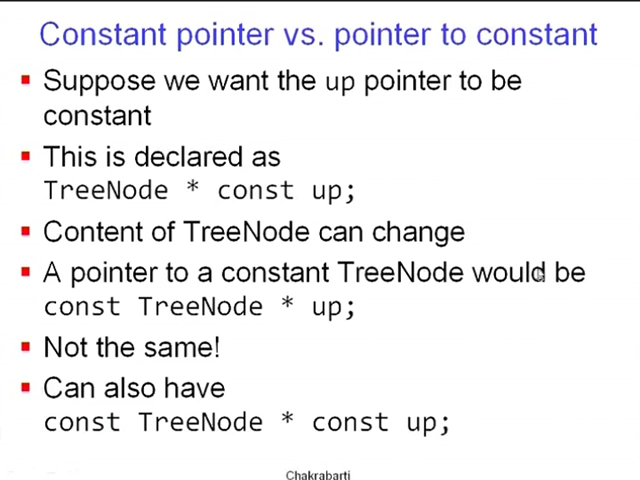 Constant pointer vs. pointer to constant
Suppose we want the up pointer to be
constant
This is declared as
TreeNode * const up;
Content of TreeNode can change
A pointer to a constant TreeNode would be
const TreeNode * up;
Not the same!
Can also have
const TreeNode * const up;
Chakrabarti